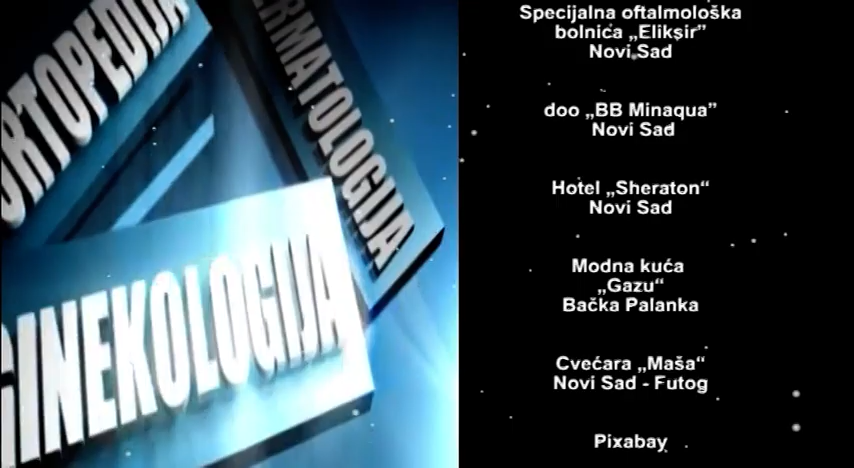 ORTOPEDIJA
ERMATOLOGIJA
GINEKOLOGIJA
Specijalna oftalmološka
bolnica „Eliksir”
Novi Sad
doo „BB Minaqua”
Novi Sad
Hotel „Sheraton“
Novi Sad
Modna kuća
„Gazu“
Bačka Palanka
Cvećara „Maša“
Novi Sad - Futog
Pixabay